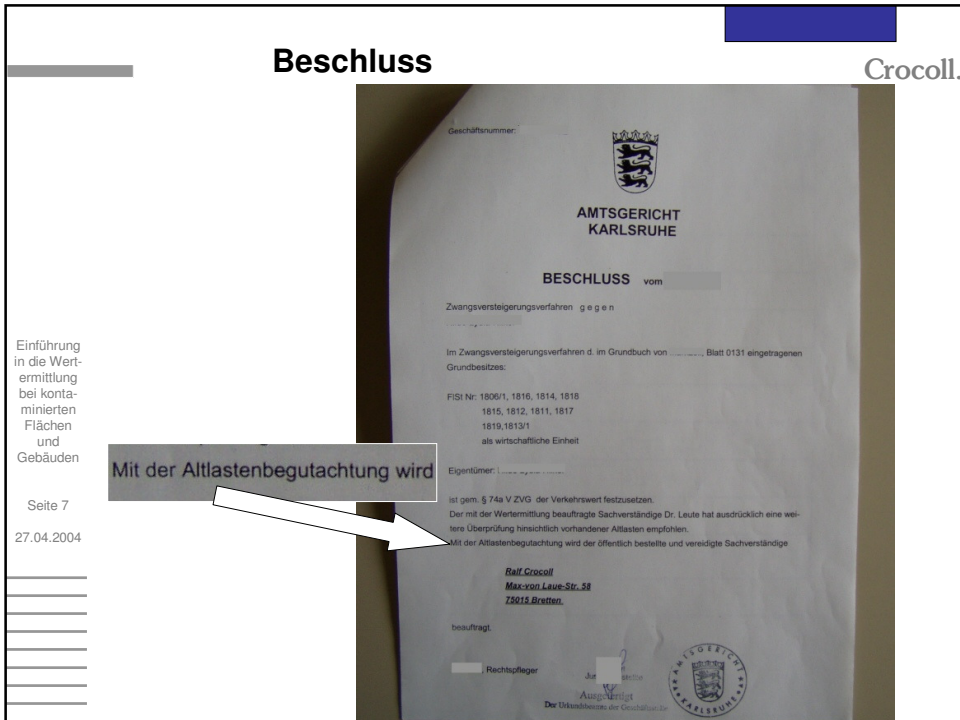 Beschluss
Crocoll.
Einführung
in die Wert-
ermittlung
bei konta-
minierten
Flächen
und
Gebäuden
Seite 7
27.04.2004
Mit der Altlastenbegutachtung wird
Geschäftsnummer:
AMTSGERICHT
KARLSRUHE
BESCHLUSS vom
Zwangsversteigerungsverfahren g e g e n
Im Zwangsversteigerungsverfahren d. im Grundbuch von , Blatt 0131 eingetragenen
Grundbesitzes:
FlSt Nr: 1806/1, 1816, 1814, 1818
1815, 1812, 1811, 1817
1819,1813/1
als wirtschaftliche Einheit
Eigentümer:
ist gem. § 74a V ZVG der Verkehrswert festzusetzen.
Der mit der Wertermittlung beauftragte Sachverständige Dr. Leute hat ausdrücklich eine wei-
tere Überprüfung hinsichtlich vorhandener Altlasten empfohlen.
Mit der Altlastenbegutachtung wird der öffentlich bestellte und vereidigte Sachverständige
Ralf Crocoll
Max-von Laue-Str. 58
75015 Bretten
beauftragt.
, Rechtspfleger
Ausgefertigt
Der Urkundsbeamte der Geschäftsstelle
AMTSGERICHT
KARLSRUHE